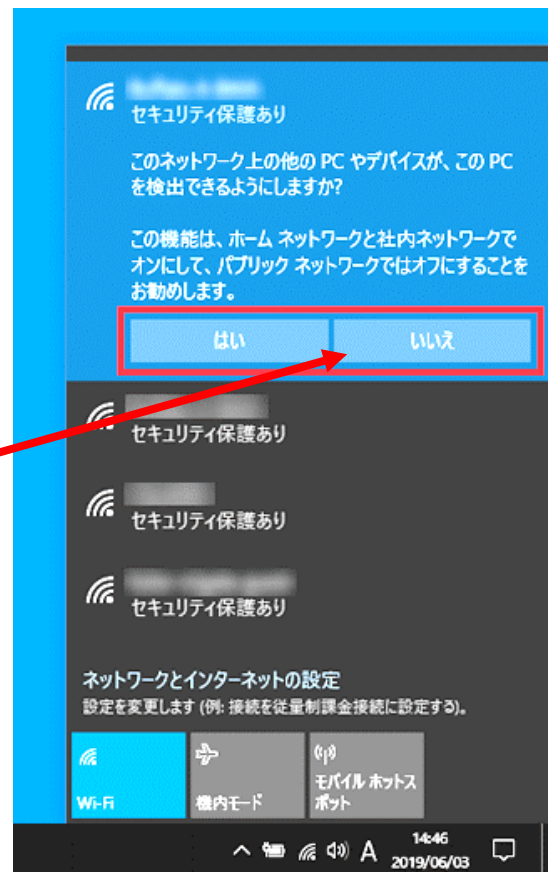 セキュリティ保護あり
このネットワーク上の他の PC やデバイスが、この PC
を検出できるようにしますか?
この機能は、ホーム ネットワークと社内ネットワークで
オンにして、パブリック ネットワークではオフにすることを
お勧めします。
はい
いいえ
セキュリティ保護あり
セキュリティ保護あり
セキュリティ保護あり
ネットワークとインターネットの設定
設定を変更します (例: 接続を従量制課金接続に設定する)。
Wi-Fi
機内モード
モバイル ホットス
ポット
A
14:46
2019/06/03